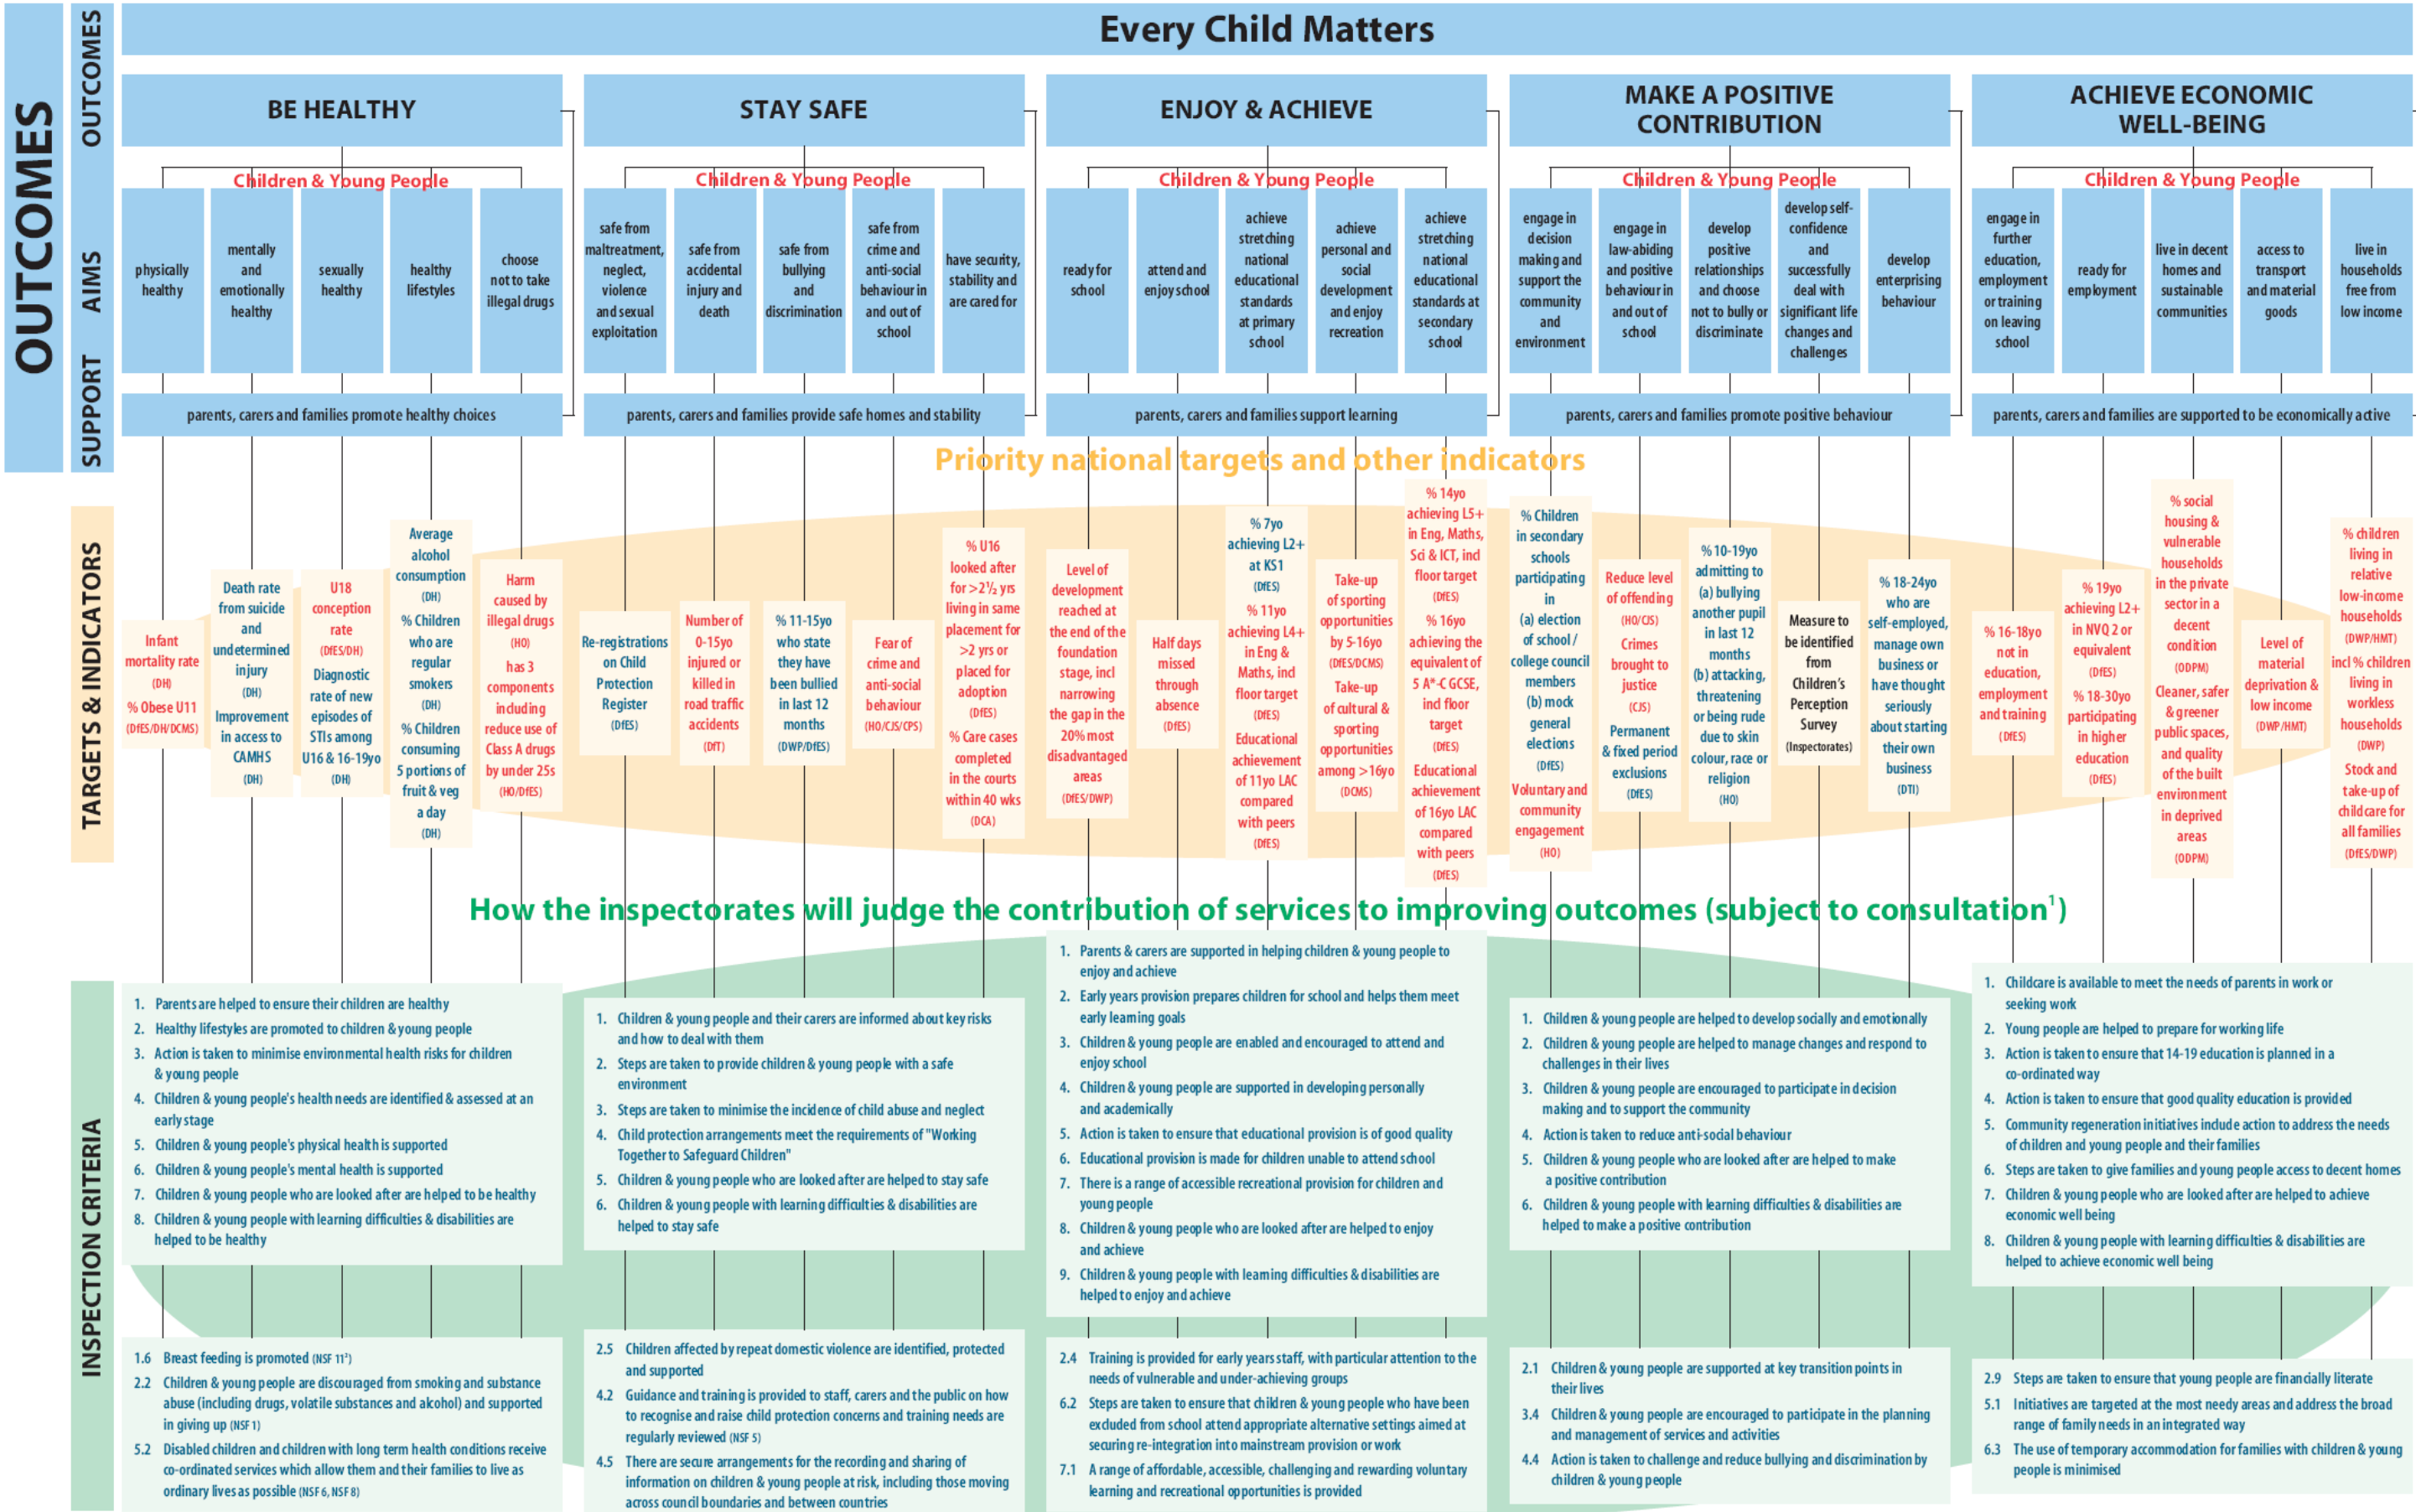 Every Child Matters
OUTCOMES
OUTCOMES
AIMS
SUPPORT
BE HEALTHY
STAY SAFE
ENJOY & ACHIEVE
MAKE A POSITIVE
CONTRIBUTION
ACHIEVE ECONOMIC
WELL-BEING
Children & Young People
physically
healthy
mentally
and
emotionally
healthy
sexually
healthy
healthy
lifestyles
choose
not to take
illegal drugs
Children & Young People
safe from
maltreatment,
neglect,
violence
and sexual
exploitation
safe from
accidental
injury and
death
safe from
bullying
and
discrimination
safe from
crime and
anti-social
behaviour in
and out of
school
have security,
stability and
are cared for
Children & Young People
ready for
school
attend and
enjoy school
achieve
stretching
national
educational
standards
at primary
school
achieve
personal and
social
development
and enjoy
recreation
achieve
stretching
national
educational
standards at
secondary
school
Children & Young People
engage in
decision
making and
support the
community
and
environment
engage in
law-abiding
and positive
behaviour in
and out of
school
develop
positive
relationships
and choose
not to bully or
discriminate
develop self-
confidence
and
successfully
deal with
significant life
changes and
challenges
develop
enterprising
behaviour
Children & Young People
engage in
further
education,
employment
or training
on leaving
school
ready for
employment
live in decent
homes and
sustainable
communities
access to
transport
and material
goods
live in
households
free from
low income
parents, carers and families promote healthy choices
parents, carers and families provide safe homes and stability
parents, carers and families support learning
parents, carers and families promote positive behaviour
parents, carers and families are supported to be economically active
Priority national targets and other indicators
TARGETS & INDICATORS
Infant
mortality rate
(DH)
% Obese U11
(DfES/DH/DCMS)
Death rate
from suicide
and
undetermined
injury
(DH)
Improvement
in access to
CAMHS
(DH)
U18
conception
rate
(DfES/DH)
Diagnostic
rate of new
episodes of
STIs among
U16 & 16-19yo
(DH)
Average
alcohol
consumption
(DH)
% Children
who are
regular
smokers
(DH)
% Children
consuming
5 portions of
fruit & veg
a day
(DH)
Harm
caused by
illegal drugs
(HO)
has 3
components
including
reduce use of
Class A drugs
by under 25s
(HO/DfES)
Re-registrations
on Child
Protection
Register
(DfES)
Number of
0-15yo
injured or
killed in
road traffic
accidents
(DfT)
% 11-15yo
who state
they have
been bullied
in last 12
months
(DWP/DfES)
Fear of
crime and
anti-social
behaviour
(HO/CJS/CPS)
% U16
looked after
for >2½ yrs
living in same
placement for
>2 yrs or
placed for
adoption
(DfES)
% Care cases
completed
in the courts
within 40 wks
(DCA)
Level of
development
reached at
the end of the
foundation
stage, incl
narrowing
the gap in the
20% most
disadvantaged
areas
(DfES/DWP)
Half days
missed
through
absence
(DfES)
% 7yo
achieving L2+
at KS1
(DfES)
% 11yo
achieving L4+
in Eng &
Maths, incl
floor target
(DfES)
Educational
achievement
of 11yo LAC
compared
with peers
(DfES)
Take-up
of sporting
opportunities
by 5-16yo
(DfES/DCMS)
Take-up
of cultural &
sporting
opportunities
among >16yo
(DCMS)
% 14yo
achieving L5+
in Eng, Maths,
Sci & ICT, incl
floor target
(DfES)
% 16yo
achieving the
equivalent of
5 A*-C GCSE,
incl floor
target
(DfES)
Educational
achievement
of 16yo LAC
compared
with peers
(DfES)
% Children
in secondary
schools
participating
in
(a) election
of school /
college council
members
(b) mock
general
elections
(DfES)
Voluntary and
community
engagement
(HO)
Reduce level
of offending
(HO/CJS)
Crimes
brought to
justice
(CJS)
Permanent
& fixed period
exclusions
(DfES)
% 10-19yo
admitting to
(a) bullying
another pupil
in last 12
months
(b) attacking,
threatening
or being rude
due to skin
colour, race or
religion
(HO)
Measure to
be identified
from
Children's
Perception
Survey
(Inspectorates)
% 18-24yo
who are
self-employed,
manage own
business or
have thought
seriously
about starting
their own
business
(DTI)
% 16-18yo
not in
education,
employment
and training
(DfES)
% 19yo
achieving L2+
in NVQ 2 or
equivalent
(DfES)
% 18-30yo
participating
in higher
education
(DfES)
% social
housing &
vulnerable
households
in the private
sector in a
decent
condition
(ODPM)
Cleaner, safer
& greener
public spaces,
and quality
of the built
environment
in deprived
areas
(ODPM)
Level of
material
deprivation &
low income
(DWP/HMT)
% children
living in
relative
low-income
households
(DWP/HMT)
incl % children
living in
workless
households
(DWP)
Stock and
take-up of
childcare for
all families
(DfES/DWP)
How the inspectorates will judge the contribution of services to improving outcomes (subject to consultation¹)
INSPECTION CRITERIA
1. Parents are helped to ensure their children are healthy
2. Healthy lifestyles are promoted to children & young people
3. Action is taken to minimise environmental health risks for children
& young people
4. Children & young people's health needs are identified & assessed at an
early stage
5. Children & young people's physical health is supported
6. Children & young people's mental health is supported
7. Children & young people who are looked after are helped to be healthy
8. Children & young people with learning difficulties & disabilities are
helped to be healthy
1. Children & young people and their carers are informed about key risks
and how to deal with them
2. Steps are taken to provide children & young people with a safe
environment
3. Steps are taken to minimise the incidence of child abuse and neglect
4. Child protection arrangements meet the requirements of "Working
Together to Safeguard Children"
5. Children & young people who are looked after are helped to stay safe
6. Children & young people with learning difficulties & disabilities are
helped to stay safe
1. Parents & carers are supported in helping children & young people to
enjoy and achieve
2. Early years provision prepares children for school and helps them meet
early learning goals
3. Children & young people are enabled and encouraged to attend and
enjoy school
4. Children & young people are supported in developing personally
and academically
5. Action is taken to ensure that educational provision is of good quality
6. Educational provision is made for children unable to attend school
7. There is a range of accessible recreational provision for children and
young people
8. Children & young people who are looked after are helped to enjoy
and achieve
9. Children & young people with learning difficulties & disabilities are
helped to enjoy and achieve
1. Children & young people are helped to develop socially and emotionally
2. Children & young people are helped to manage changes and respond to
challenges in their lives
3. Children & young people are encouraged to participate in decision
making and to support the community
4. Action is taken to reduce anti-social behaviour
5. Children & young people who are looked after are helped to make
a positive contribution
6. Children & young people with learning difficulties & disabilities are
helped to make a positive contribution
1. Childcare is available to meet the needs of parents in work or
seeking work
2. Young people are helped to prepare for working life
3. Action is taken to ensure that 14-19 education is planned in a
co-ordinated way
4. Action is taken to ensure that good quality education is provided
5. Community regeneration initiatives include action to address the needs
of children and young people and their families
6. Steps are taken to give families and young people access to decent homes
7. Children & young people who are looked after are helped to achieve
economic well being
8. Children & young people with learning difficulties & disabilities are
helped to achieve economic well being
1.6 Breast feeding is promoted (NSF 11²)
2.2 Children & young people are discouraged from smoking and substance
abuse (including drugs, volatile substances and alcohol) and supported
in giving up (NSF 1)
5.2 Disabled children and children with long term health conditions receive
co-ordinated services which allow them and their families to live as
ordinary lives as possible (NSF 6, NSF 8)
2.5 Children affected by repeat domestic violence are identified, protected
and supported
4.2 Guidance and training is provided to staff, carers and the public on how
to recognise and raise child protection concerns and training needs are
regularly reviewed (NSF 5)
4.5 There are secure arrangements for the recording and sharing of
information on children & young people at risk, including those moving
across council boundaries and between countries
2.4 Training is provided for early years staff, with particular attention to the
needs of vulnerable and under-achieving groups
6.2 Steps are taken to ensure that children & young people who have been
excluded from school attend appropriate alternative settings aimed at
securing re-integration into mainstream provision or work
7.1 A range of affordable, accessible, challenging and rewarding voluntary
learning and recreational opportunities is provided
2.1 Children & young people are supported at key transition points in
their lives
3.4 Children & young people are encouraged to participate in the planning
and management of services and activities
4.4 Action is taken to challenge and reduce bullying and discrimination by
children & young people
2.9 Steps are taken to ensure that young people are financially literate
5.1 Initiatives are targeted at the most needy areas and address the broad
range of family needs in an integrated way
6.3 The use of temporary accommodation for families with children & young
people is minimised